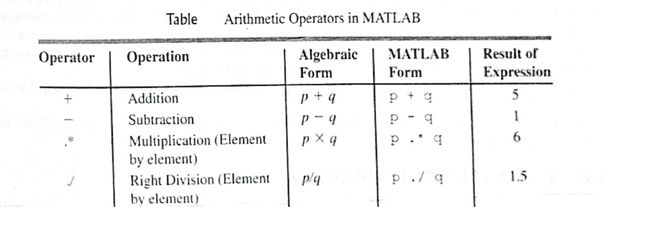 Table Arithmetic Operators in MATLAB
Operator Operation Algebraic Form MATLAB Form Result of Expression
+ Addition p + q p + q 5
− Subtraction p − q p - q 1
.* Multiplication (Element by element) p × q p .* q 6
./ Right Division (Element by element) p/q p ./ q 1.5